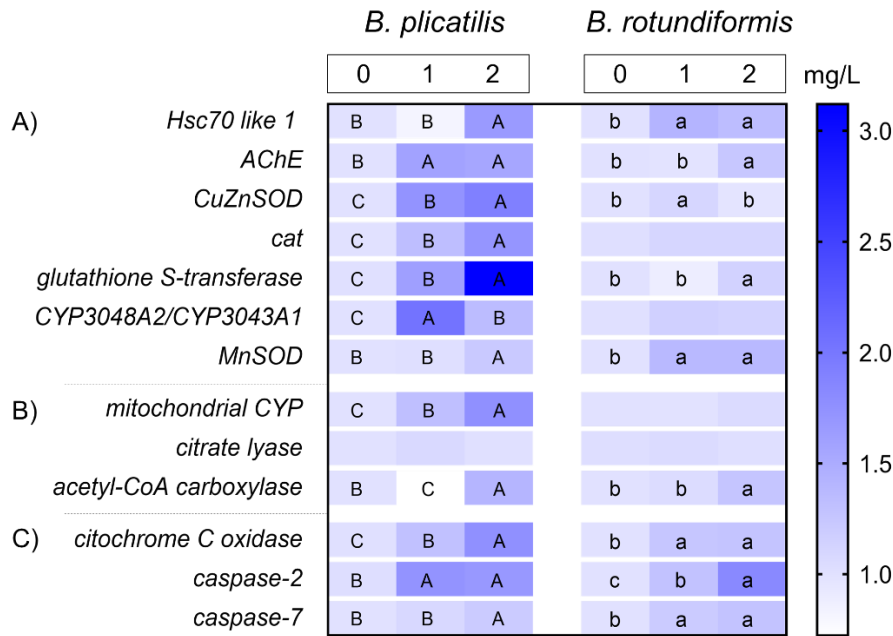 B. plicatilis B. rotundiformis
0 1 2 0 1 2 mg/L
A) Hsc70 like 1 B B A b a a
AChE B A A b b a
CuZnSOD C B A b a b
cat C B A
glutathione S-transferase C B A b b a
CYP3048A2/CYP3043A1 C A B
MnSOD B B A b a a
B) mitochondrial CYP C B A
citrate lyase
acetyl-CoA carboxylase B C A b b a
C) citochrome C oxidase C B A b a a
caspase-2 B A A c b a
caspase-7 B B A b a a
3.0
2.5
2.0
1.5
1.0